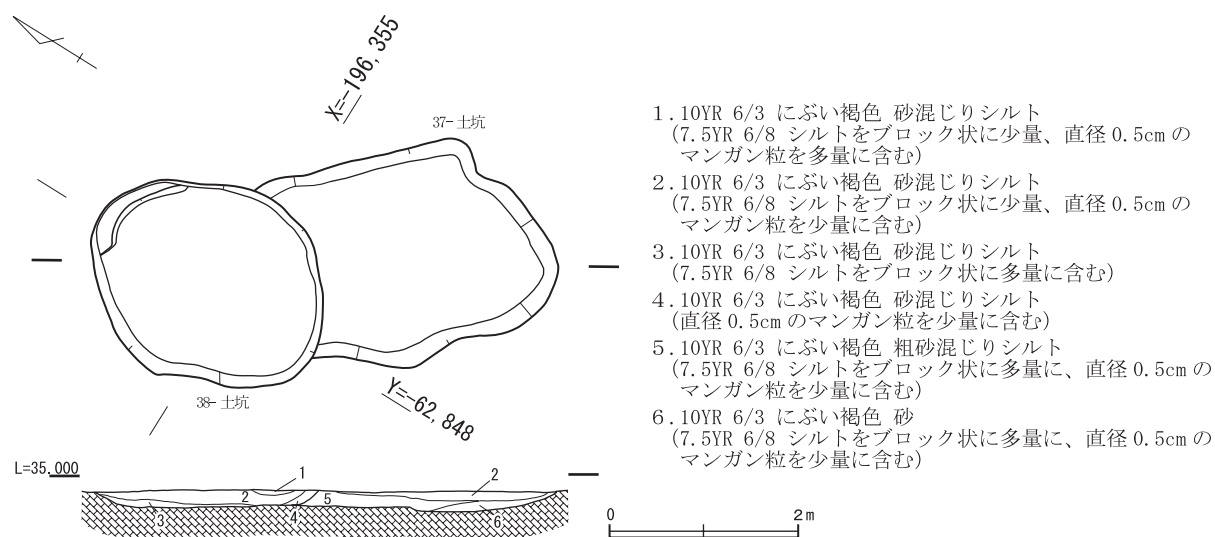 X=-196,355
37-土坑
38-土坑
Y=-62,848
L=35.000
1
2
2
3
4
5
6
0
2m
1.10YR 6/3 にぶい褐色 砂混じりシルト
(7.5YR 6/8 シルトをブロック状に少量、直径 0.5cm の
マンガン粒を多量に含む)
2.10YR 6/3 にぶい褐色 砂混じりシルト
(7.5YR 6/8 シルトをブロック状に少量、直径 0.5cm の
マンガン粒を少量に含む)
3.10YR 6/3 にぶい褐色 砂混じりシルト
(7.5YR 6/8 シルトをブロック状に多量に含む)
4.10YR 6/3 にぶい褐色 砂混じりシルト
(直径 0.5cm のマンガン粒を少量に含む)
5.10YR 6/3 にぶい褐色 粗砂混じりシルト
(7.5YR 6/8 シルトをブロック状に多量に、直径 0.5cm の
マンガン粒を少量に含む)
6.10YR 6/3 にぶい褐色 砂
(7.5YR 6/8 シルトをブロック状に多量に、直径 0.5cm の
マンガン粒を少量に含む)